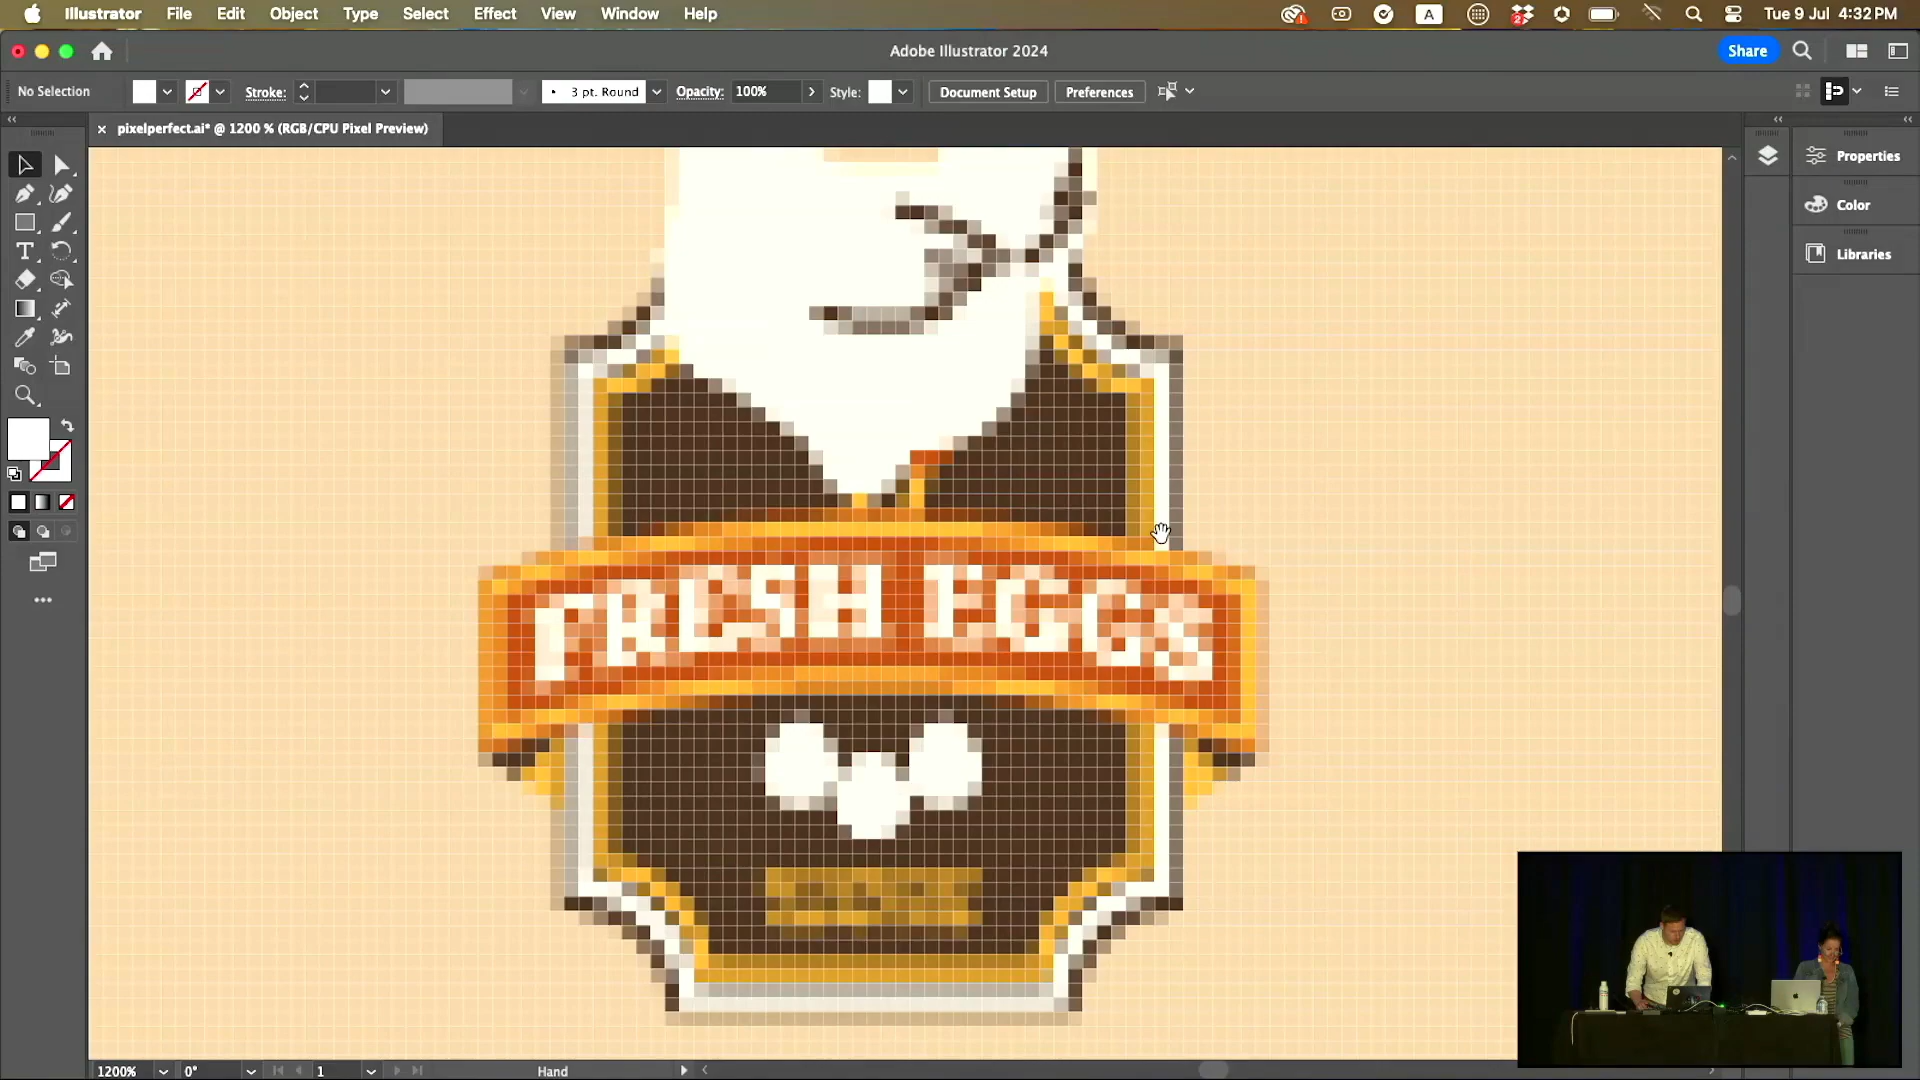 Illustrator File Edit Object Type Select Effect View Window Help A 2 Tue 9 Jul 4:32 PM
Adobe Illustrator 2024 Share
No Selection Stroke: 3 pt. Round Opacity: 100% Style: Document Setup Preferences
pixelperfect.ai* @ 1200 % (RGB/CPU Pixel Preview)
Properties
Color
Libraries
FRESH EGGS
1200% 0° 1 Hand